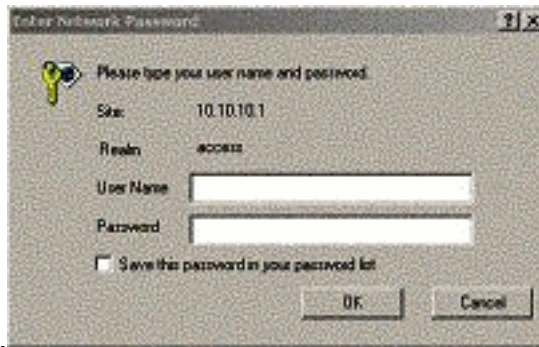 Enter Network Password
Please type your user name and password.
Site: 10.10.10.1
Realm access
User Name
Password
Save this password in your password list
OK
Cancel